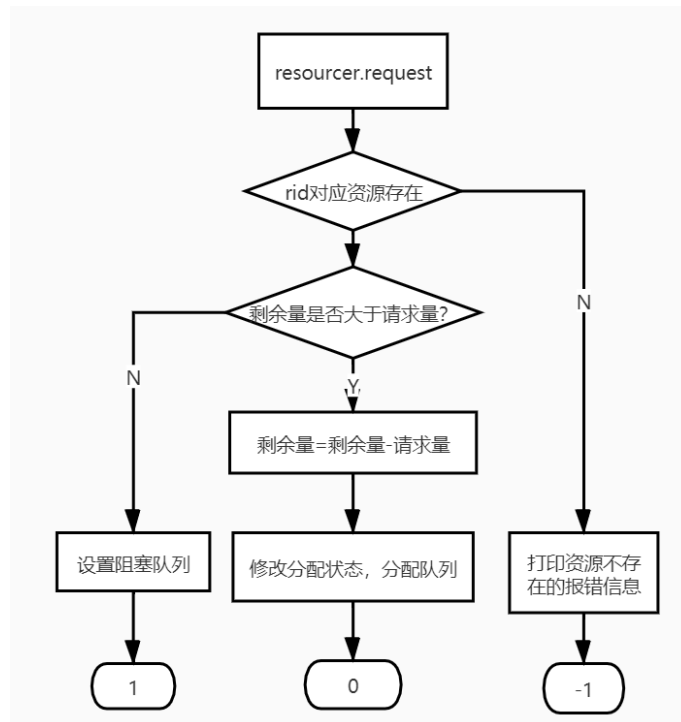 resourcer.request
rid对应资源存在
N
剩余量是否大于请求量?
N
Y
剩余量=剩余量-请求量
设置阻塞队列
修改分配状态，分配队列
打印资源不存
在的报错信息
1
0
-1